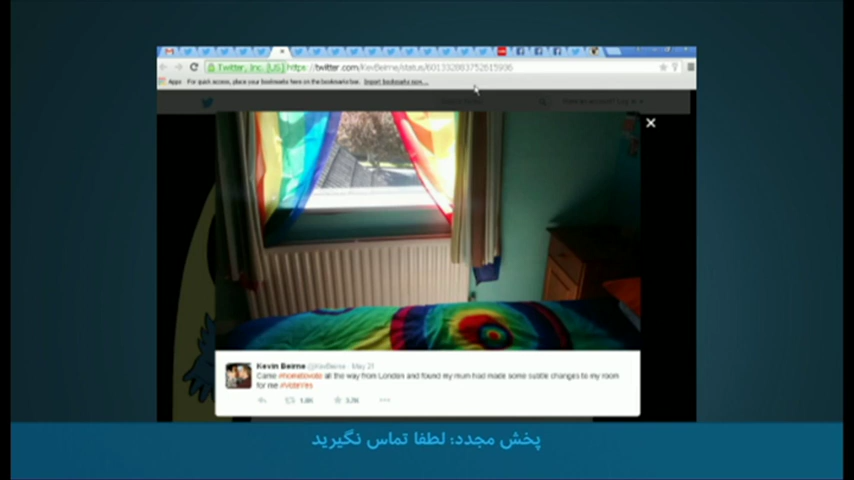 Twitter, Inc. [US] https://twitter.com/KevBeirne/status/601332083752615936
Apps For quick access, place your bookmarks here on the bookmarks bar. Import bookmarks now...
Kevin Beirne @KevBeirne · May 21
Came #hometovote all the way from London and found my mum had made some subtle changes to my room
for me #VoteYes
پخش مجدد: لطفا تماس نگیرید